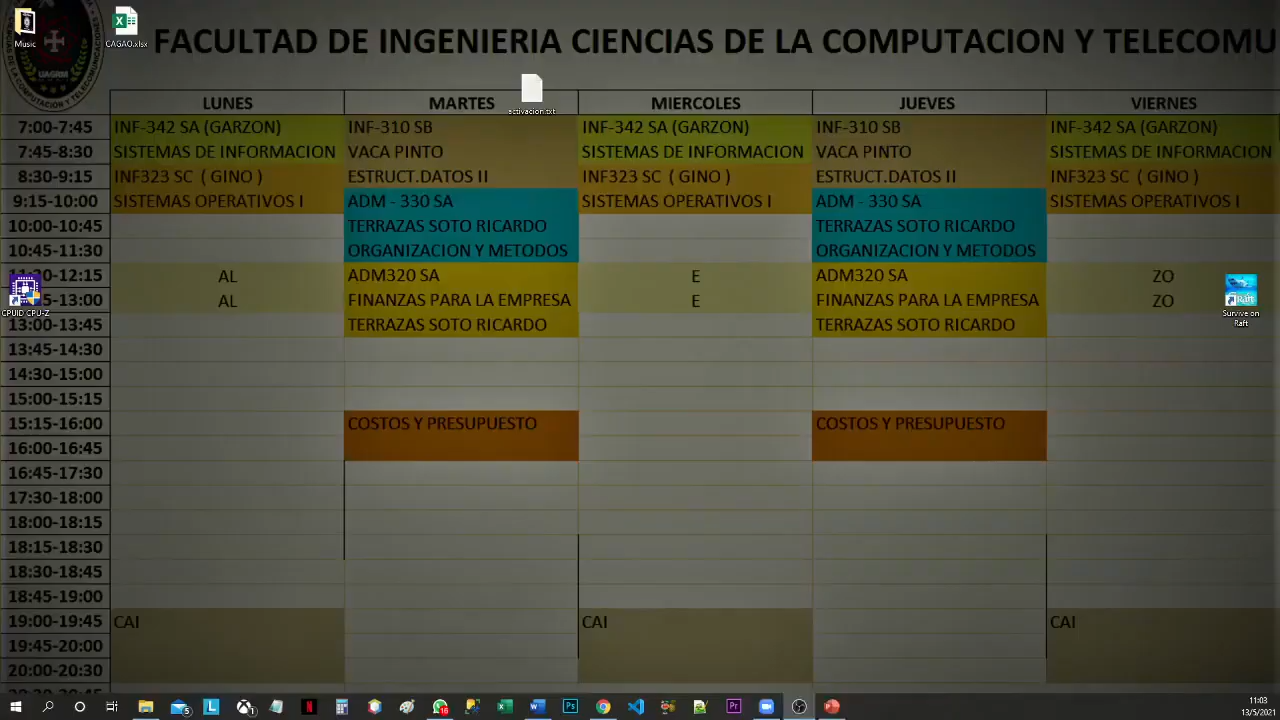 Music
CAGAO.xlsx
UAGRM
FACULTAD DE INGENIERIA CIENCIAS DE LA COMPUTACION Y TELECOMU
activacion.txt
LUNES MARTES MIERCOLES JUEVES VIERNES
7:00-7:45 INF-342 SA (GARZON) INF-310 SB INF-342 SA (GARZON) INF-310 SB INF-342 SA (GARZON)
7:45-8:30 SISTEMAS DE INFORMACION VACA PINTO SISTEMAS DE INFORMACION VACA PINTO SISTEMAS DE INFORMACION
8:30-9:15 INF323 SC ( GINO ) ESTRUCT.DATOS II INF323 SC ( GINO ) ESTRUCT.DATOS II INF323 SC ( GINO )
9:15-10:00 SISTEMAS OPERATIVOS I ADM - 330 SA SISTEMAS OPERATIVOS I ADM - 330 SA SISTEMAS OPERATIVOS I
10:00-10:45 TERRAZAS SOTO RICARDO TERRAZAS SOTO RICARDO
10:45-11:30 ORGANIZACION Y METODOS ORGANIZACION Y METODOS
-12:15 AL ADM320 SA E ADM320 SA ZO
-13:00 AL FINANZAS PARA LA EMPRESA E FINANZAS PARA LA EMPRESA ZO
CPUID CPU-Z
Survive on
Raft
13:00-13:45 TERRAZAS SOTO RICARDO TERRAZAS SOTO RICARDO
13:45-14:30
14:30-15:00
15:00-15:15
15:15-16:00 COSTOS Y PRESUPUESTO COSTOS Y PRESUPUESTO
16:00-16:45
16:45-17:30
17:30-18:00
18:00-18:15
18:15-18:30
18:30-18:45
18:45-19:00
19:00-19:45 CAI CAI CAI
19:45-20:00
20:00-20:30
11:03
13/5/2021